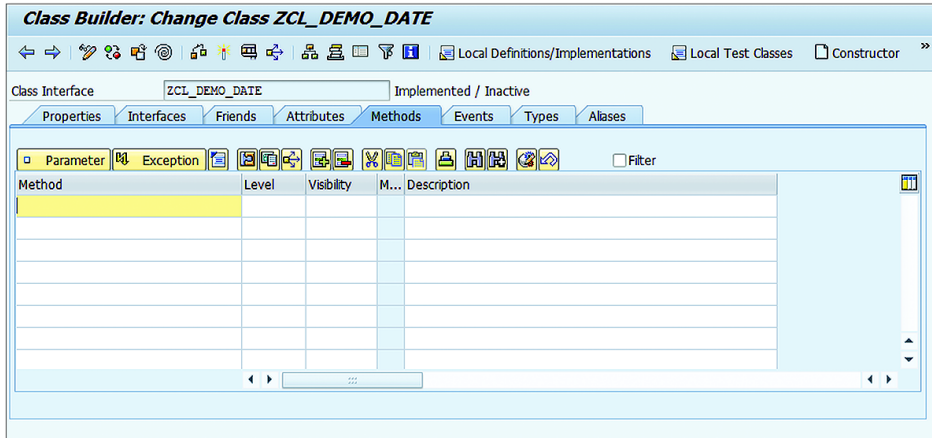 Class Builder: Change Class ZCL_DEMO_DATE
Local Definitions/Implementations Local Test Classes Constructor »
Class Interface ZCL_DEMO_DATE Implemented / Inactive
Properties Interfaces Friends Attributes Methods Events Types Aliases
Parameter Exception Filter
Method Level Visibility M... Description